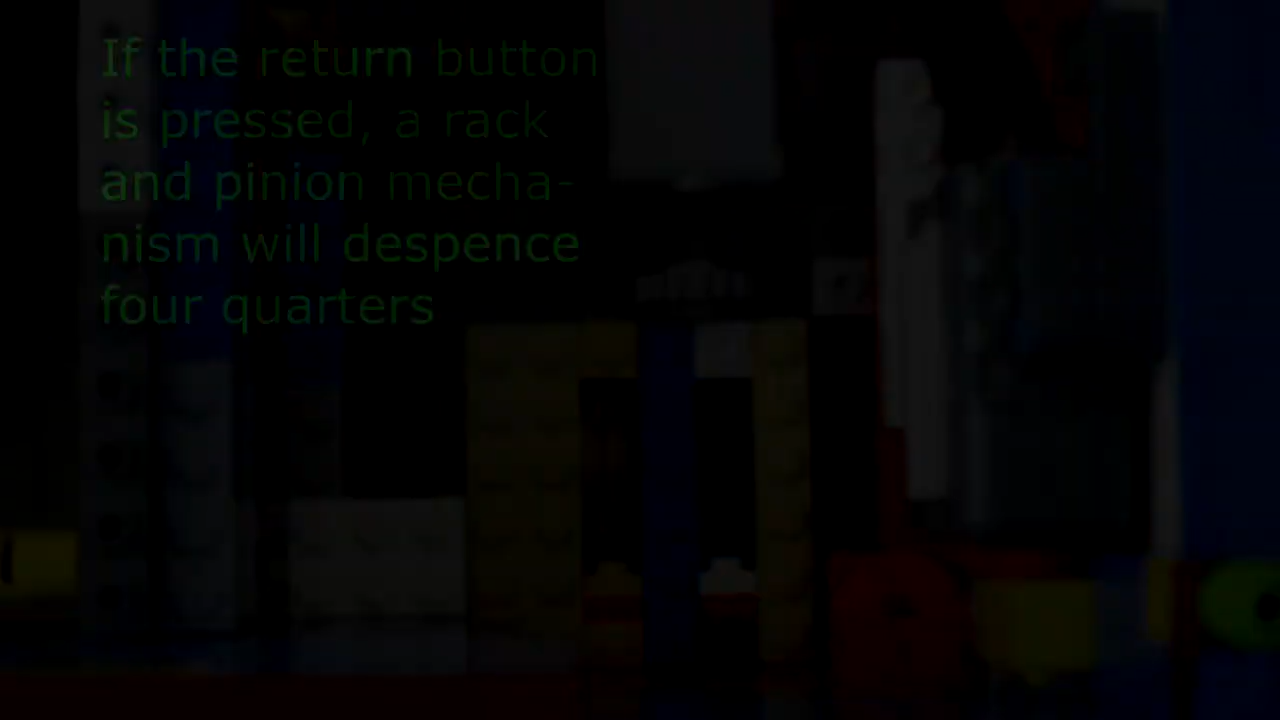 If the return button
is pressed, a rack
and pinion mecha-
nism will despence
four quarters